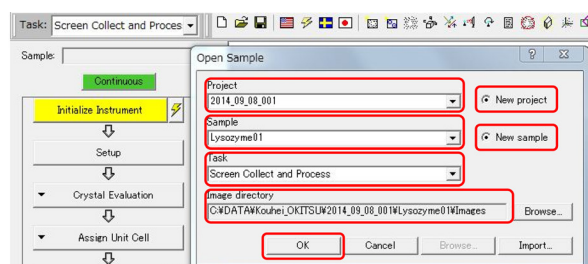 Task: Screen Collect and Proces
Sample:
Continuous
Initialize Instrument
Setup
Crystal Evaluation
Assign Unit Cell
Open Sample
Project
2014_09_08_001
New project
Sample
Lysozyme01
New sample
Task
Screen Collect and Process
Image directory
C:¥DATA¥Kouhei_OKITSU¥2014_09_08_001¥Lysozyme01¥Images
Browse...
OK
Cancel
Browse...
Import...